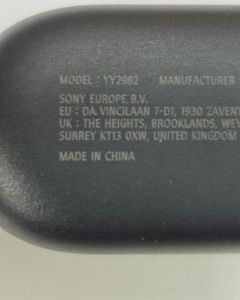 MODEL : YY2982 MANUFACTURER
SONY EUROPE B.V.
EU : DA VINCILAAN 7-D1, 1930 ZAVENT
UK : THE HEIGHTS, BROOKLANDS, WEY
SURREY KT13 0XW, UNITED KINGDOM
MADE IN CHINA